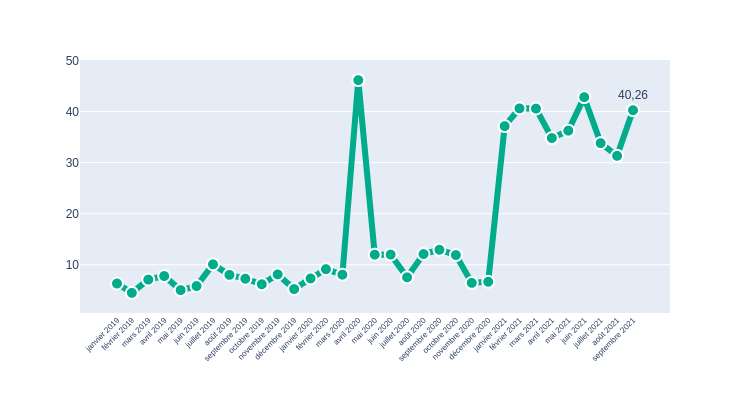 50
40
30
20
10
40,26
janvier 2019
février 2019
mars 2019
avril 2019
mai 2019
juin 2019
juillet 2019
août 2019
septembre 2019
octobre 2019
novembre 2019
décembre 2019
janvier 2020
février 2020
mars 2020
avril 2020
mai 2020
juin 2020
juillet 2020
août 2020
septembre 2020
octobre 2020
novembre 2020
décembre 2020
janvier 2021
février 2021
mars 2021
avril 2021
mai 2021
juin 2021
juillet 2021
août 2021
septembre 2021